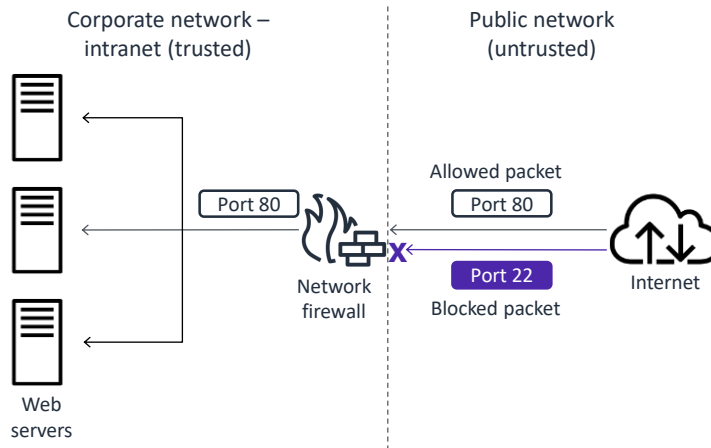 Corporate network –
intranet (trusted)
Public network
(untrusted)
Allowed packet
Port 80
Port 80
Port 22
Blocked packet
X
Network
firewall
Internet
Web
servers